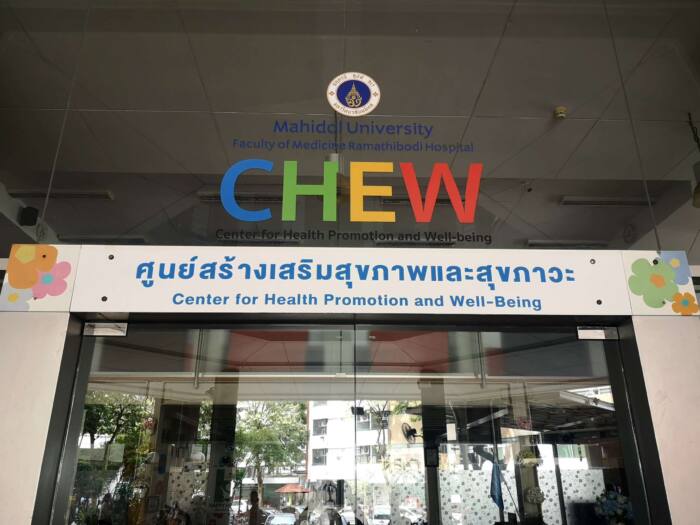 Mahidol University
Faculty of Medicine Ramathibodi Hospital
CHEW
Center for Health Promotion and Well-being
ศูนย์สร้างเสริมสุขภาพและสุขภาวะ
Center for Health Promotion and Well-Being